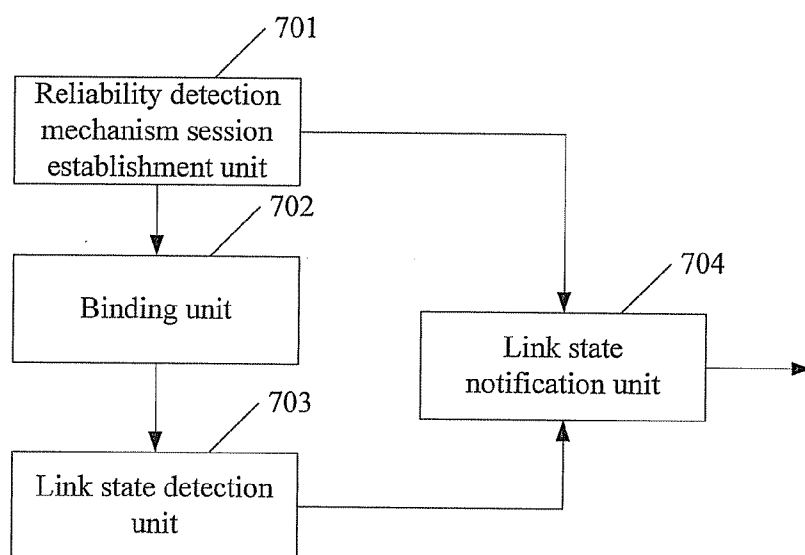 701
Reliability detection
mechanism session
establishment unit
702
Binding unit
704
Link state
notification unit
703
Link state detection
unit